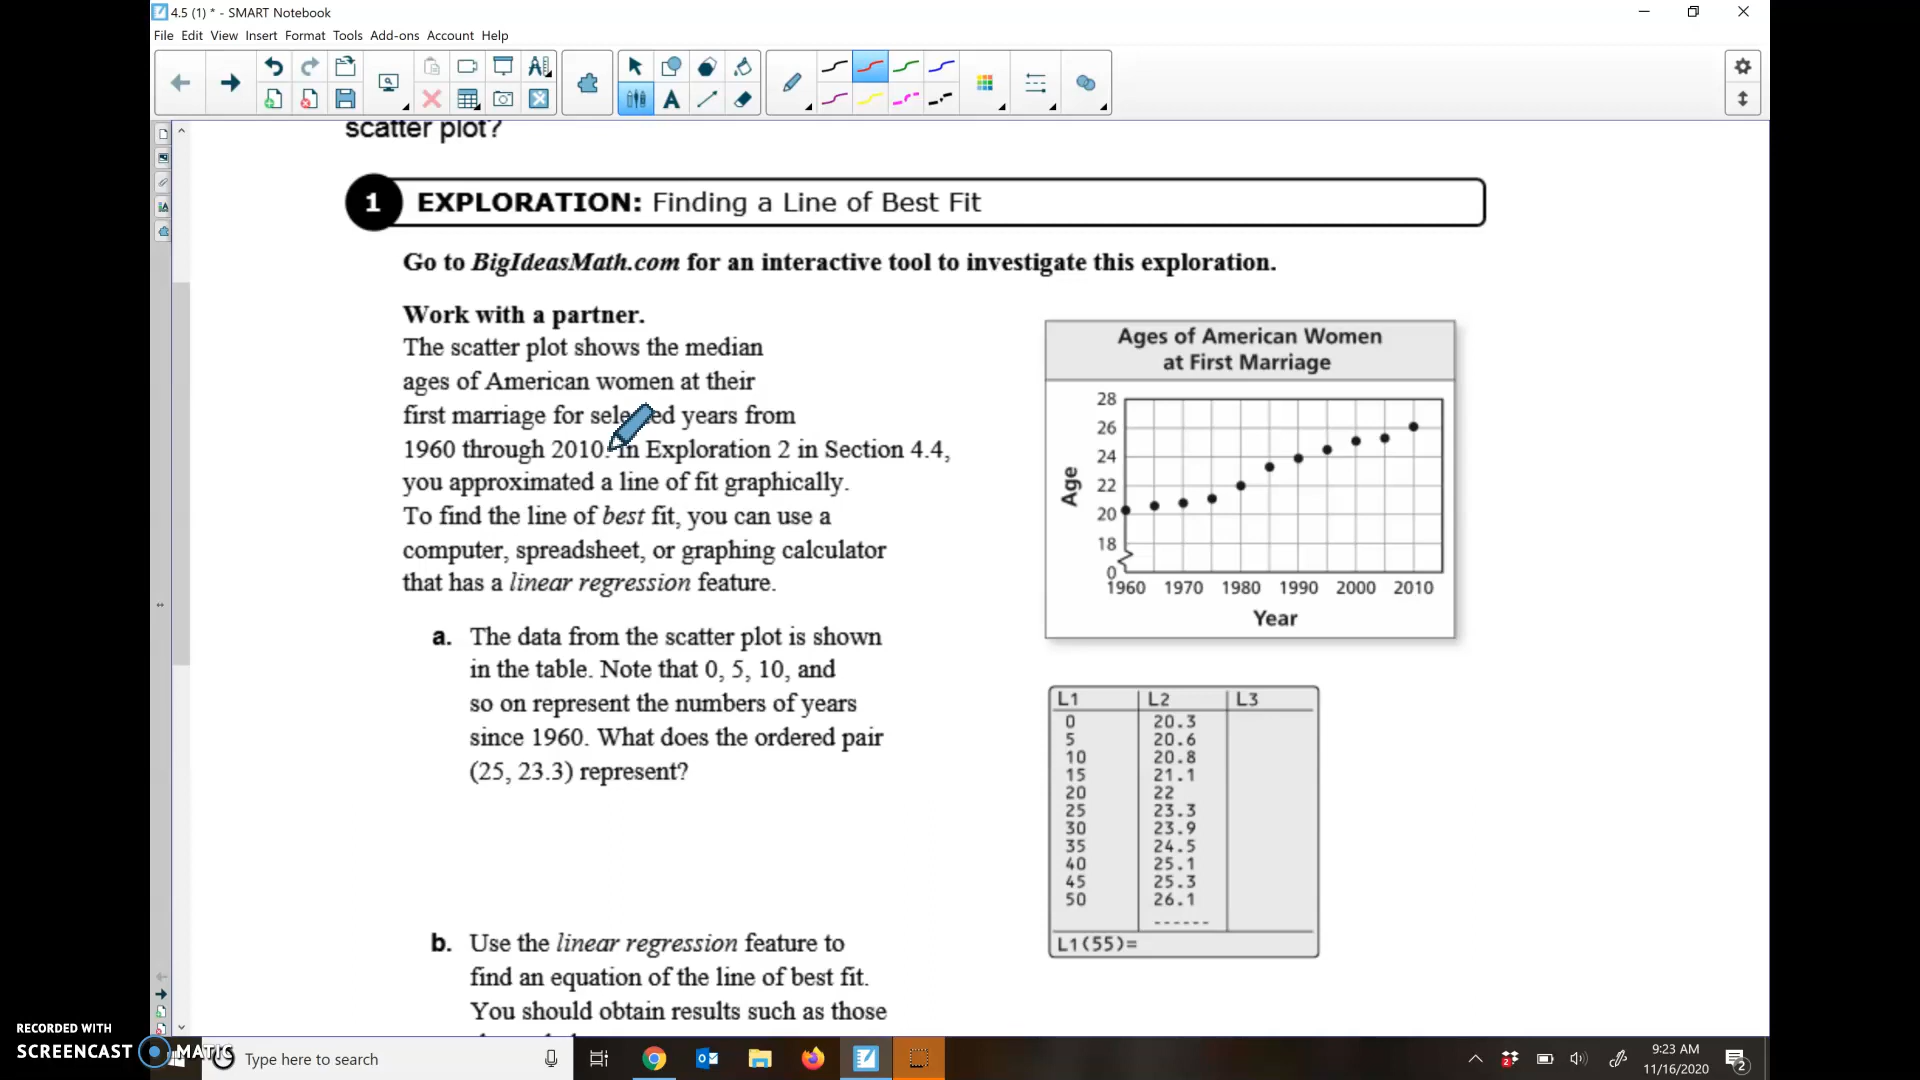 4.5 (1) * - SMART Notebook
File Edit View Insert Format Tools Add-ons Account Help
scatter plot?
1 EXPLORATION: Finding a Line of Best Fit
Go to BigIdeasMath.com for an interactive tool to investigate this exploration.
Work with a partner.
The scatter plot shows the median
ages of American women at their
first marriage for selected years from
1960 through 2010. In Exploration 2 in Section 4.4,
you approximated a line of fit graphically.
To find the line of best fit, you can use a
computer, spreadsheet, or graphing calculator
that has a linear regression feature.
Ages of American Women
at First Marriage
Age
28
26
24
22
20
18
0
1960 1970 1980 1990 2000 2010
Year
a. The data from the scatter plot is shown
in the table. Note that 0, 5, 10, and
so on represent the numbers of years
since 1960. What does the ordered pair
(25, 23.3) represent?
L1 L2 L3
0 20.3
5 20.6
10 20.8
15 21.1
20 22
25 23.3
30 23.9
35 24.5
40 25.1
45 25.3
50 26.1
------
L1(55)=
b. Use the linear regression feature to
find an equation of the line of best fit.
You should obtain results such as those
RECORDED WITH
SCREENCAST MATIC
Type here to search
2
9:23 AM
11/16/2020
2